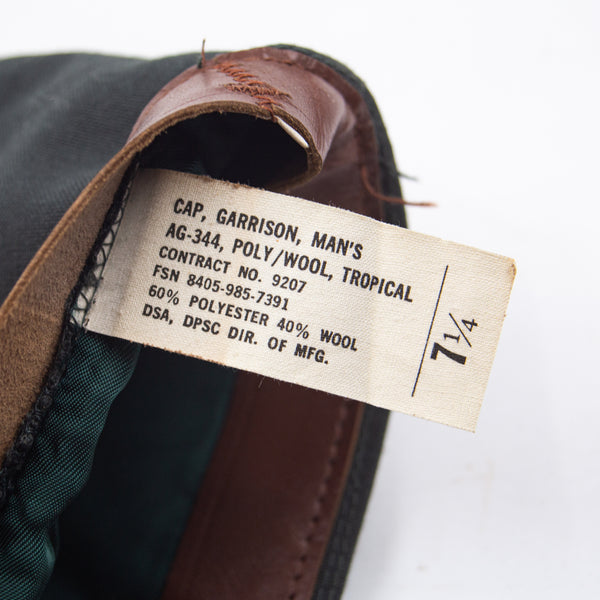 CAP, GARRISON, MAN'S
AG-344, POLY/WOOL, TROPICAL
CONTRACT NO. 9207
FSN 8405-985-7391
60% POLYESTER 40% WOOL
DSA, DPSC DIR. OF MFG.
7 1/4